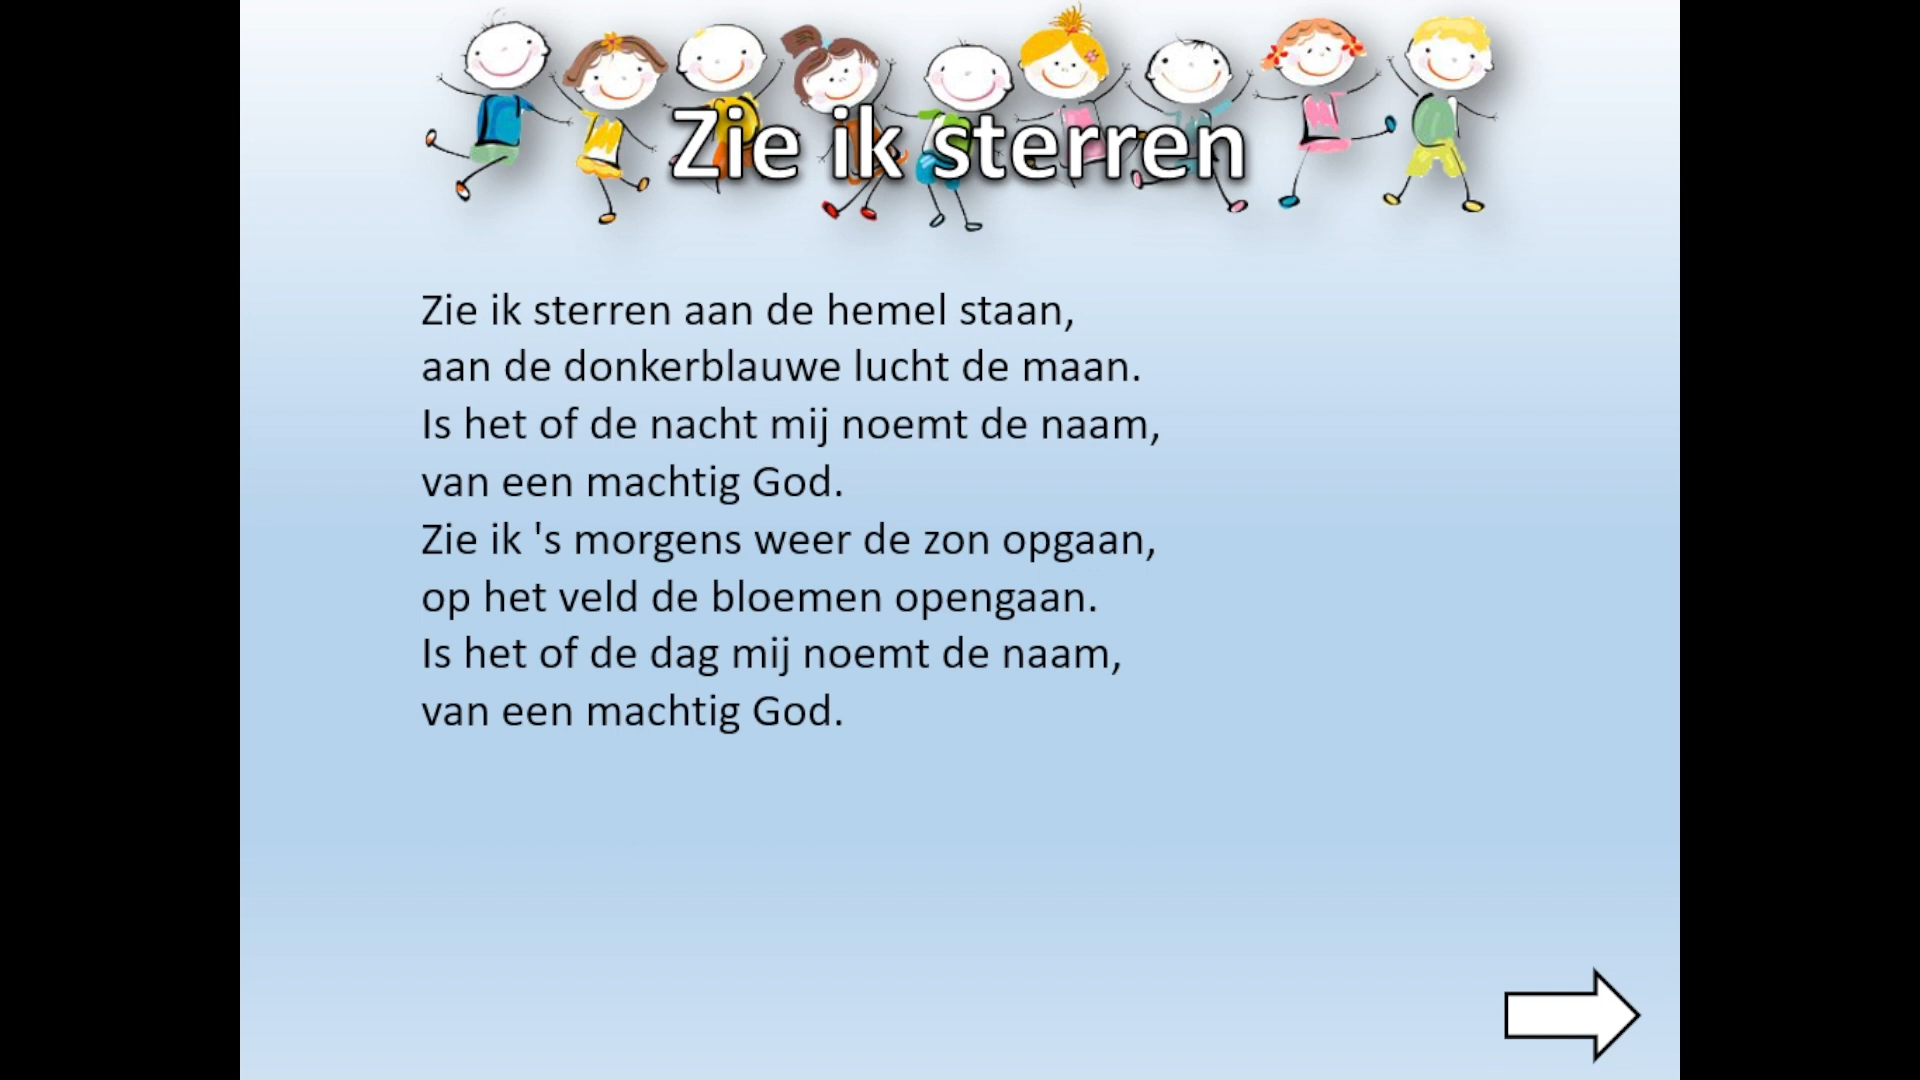 Zie ik sterren
Zie ik sterren aan de hemel staan,
aan de donkerblauwe lucht de maan.
Is het of de nacht mij noemt de naam,
van een machtig God.
Zie ik 's morgens weer de zon opgaan,
op het veld de bloemen opengaan.
Is het of de dag mij noemt de naam,
van een machtig God.